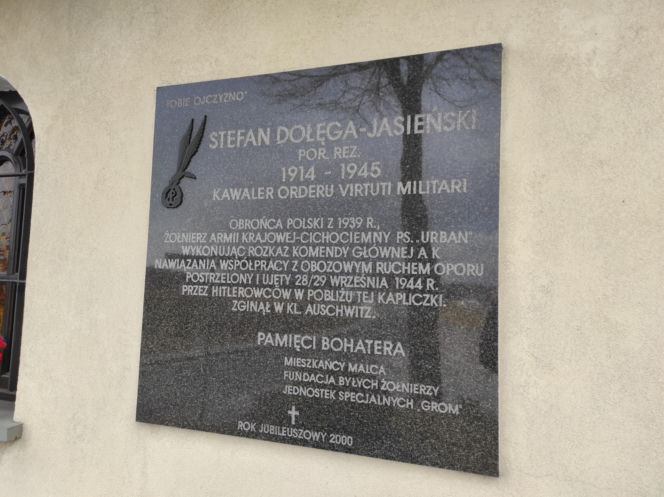 "TOBIE OJCZYZNO"
STEFAN DOŁĘGA-JASIEŃSKI
POR. REZ.
1914 - 1945
KAWALER ORDERU VIRTUTI MILITARI
OBROŃCA POLSKI Z 1939 R.,
ŻOŁNIERZ ARMII KRAJOWEJ-CICHOCIEMNY PS. „URBAN"
WYKONUJĄC ROZKAZ KOMENDY GŁÓWNEJ A K
NAWIĄZANIA WSPÓŁPRACY Z OBOZOWYM RUCHEM OPORU
POSTRZELONY I UJĘTY 28/29 WRZEŚNIA 1944 R.
PRZEZ HITLEROWCÓW W POBLIŻU TEJ KAPLICZKI.
ZGINĄŁ W KL. AUSCHWITZ.
PAMIĘCI BOHATERA
MIESZKAŃCY MALCA
FUNDACJA BYŁYCH ŻOŁNIERZY
JEDNOSTEK SPECJALNYCH „GROM"
ROK JUBILEUSZOWY 2000